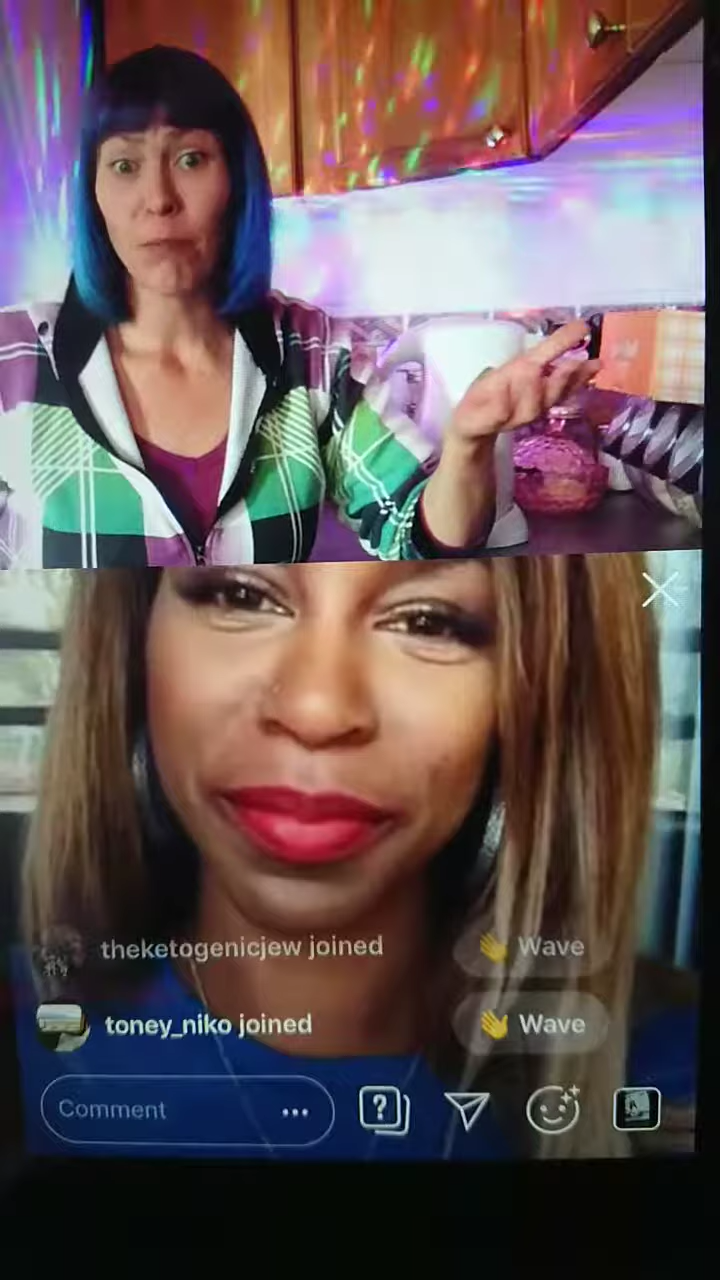 theketogenicjew joined
👋 Wave
toney_niko joined
👋 Wave
Comment
?